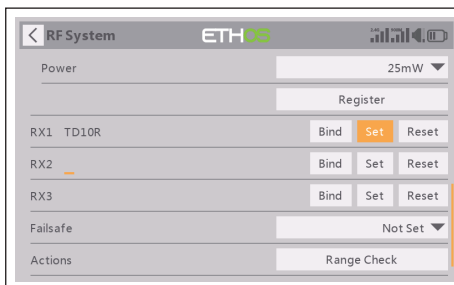 RF System ETHOS
Power 25mW
Register
RX1 TD10R Bind Set Reset
RX2 Bind Set Reset
RX3 Bind Set Reset
Failsafe Not Set
Actions Range Check